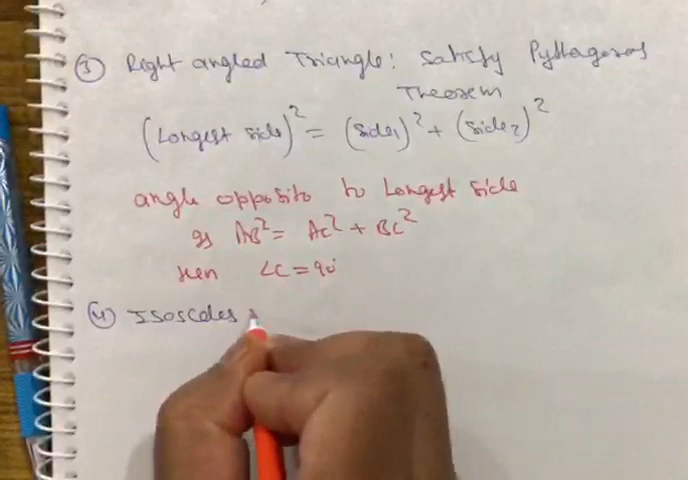 ③ Right angled Triangle: Satisfy Pythagoras
Theorem
(Longest side)² = (Side₁)² + (Side₂)²
angle opposite to Longest side
If AB² = AC² + BC²
then ∠C = 90°
④ Isosceles